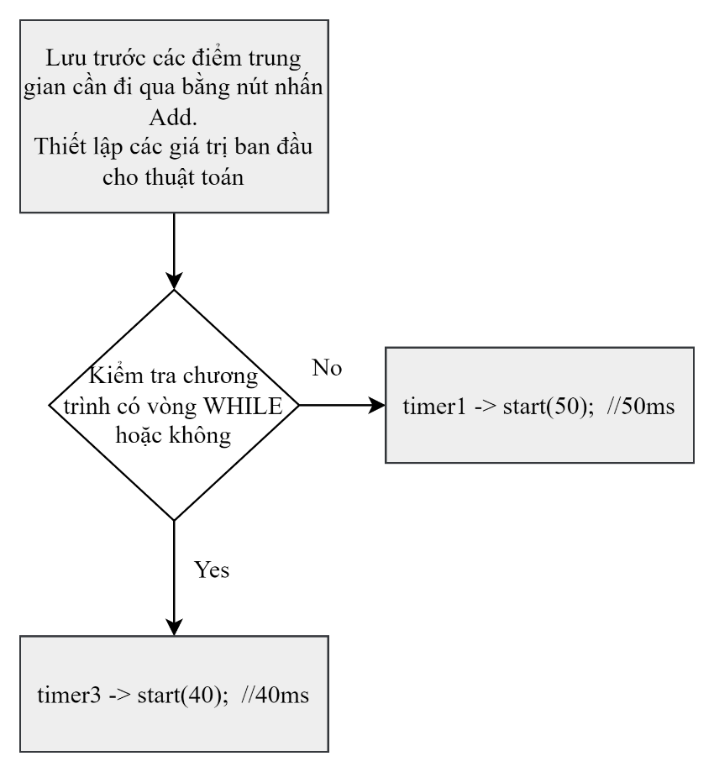 Lưu trước các điểm trung
gian cần đi qua bằng nút nhấn
Add.
Thiết lập các giá trị ban đầu
cho thuật toán
Kiểm tra chương
trình có vòng WHILE
hoặc không
No
timer1 -> start(50);  //50ms
Yes
timer3 -> start(40);  //40ms